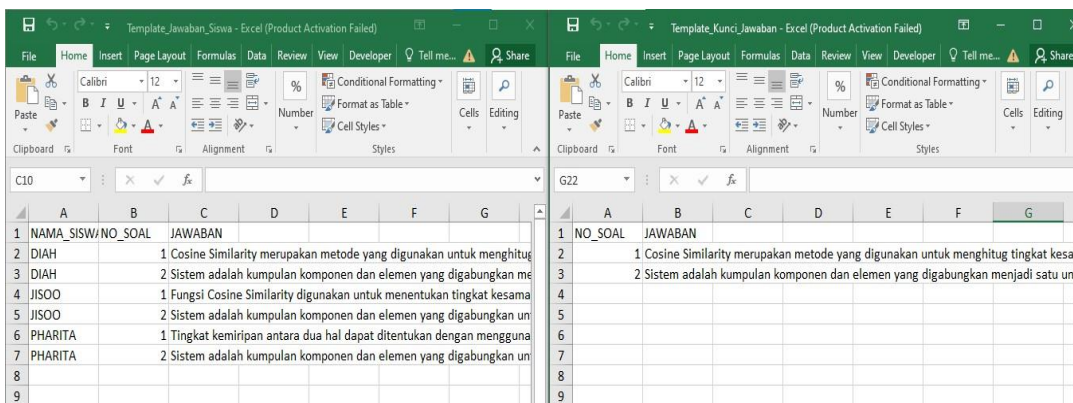 Template_Jawaban_Siswa - Excel (Product Activation Failed)
File Home Insert Page Layout Formulas Data Review View Developer Tell me... Share
Calibri 12
Paste B I U A A Number
% Conditional Formatting
Format as Table
Cell Styles
Cells Editing
Clipboard Font Alignment Styles
C10 fx
A B C D E F G
1 NAMA_SISWA NO_SOAL JAWABAN
2 DIAH 1 Cosine Similarity merupakan metode yang digunakan untuk menghitug
3 DIAH 2 Sistem adalah kumpulan komponen dan elemen yang digabungkan me
4 JISOO 1 Fungsi Cosine Similarity digunakan untuk menentukan tingkat kesama
5 JISOO 2 Sistem adalah kumpulan komponen dan elemen yang digabungkan un
6 PHARITA 1 Tingkat kemiripan antara dua hal dapat ditentukan dengan mengguna
7 PHARITA 2 Sistem adalah kumpulan komponen dan elemen yang digabungkan un
8
9
Template_Kunci_Jawaban - Excel (Product Activation Failed)
File Home Insert Page Layout Formulas Data Review View Developer Tell me... Share
Calibri 12
Paste B I U A A Number
% Conditional Formatting
Format as Table
Cell Styles
Cells Editing
Clipboard Font Alignment Styles
G22 fx
A B C D E F G
1 NO_SOAL JAWABAN
2 1 Cosine Similarity merupakan metode yang digunakan untuk menghitug tingkat kesa
3 2 Sistem adalah kumpulan komponen dan elemen yang digabungkan menjadi satu un
4
5
6
7
8
9